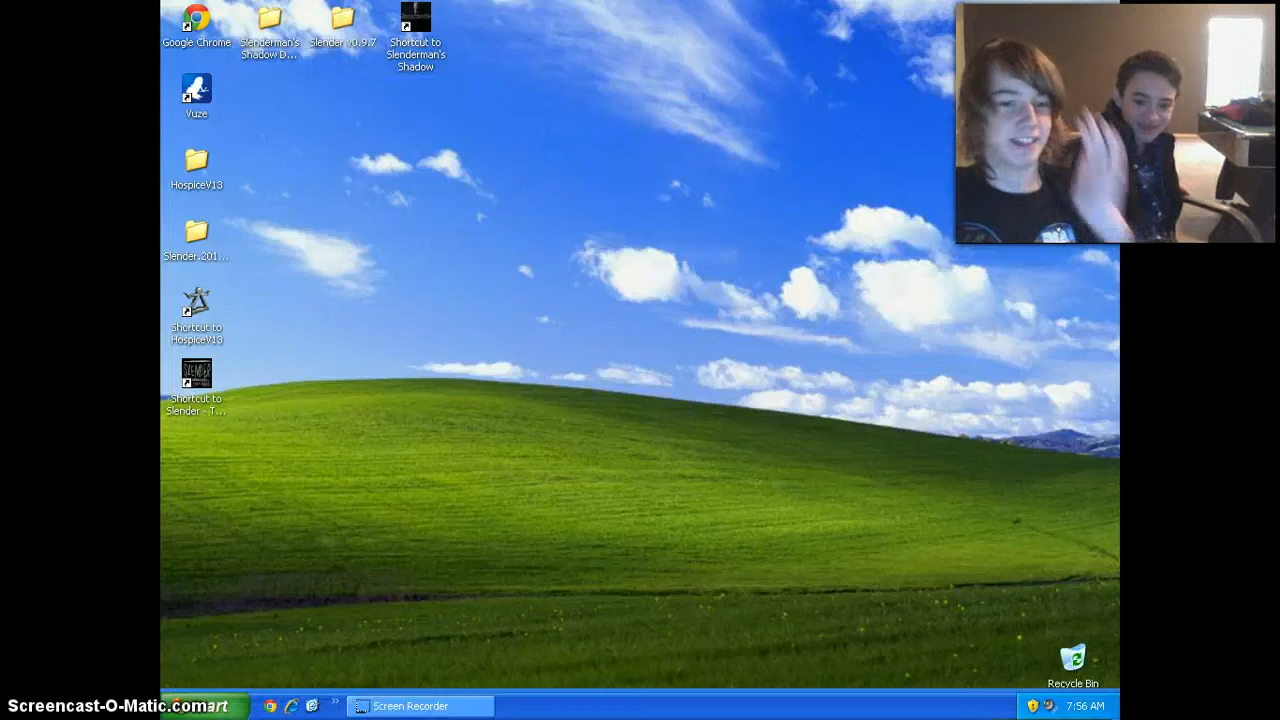 Google Chrome
Slenderman's
Shadow D...
Slender v0.9.7
Shortcut to
Slenderman's
Shadow
Vuze
HospiceV13
Slender.201...
Shortcut to
HospiceV13
SLENDER
Shortcut to
Slender - T...
Recycle Bin
Screencast-O-Matic.com
art
Screen Recorder
7:56 AM